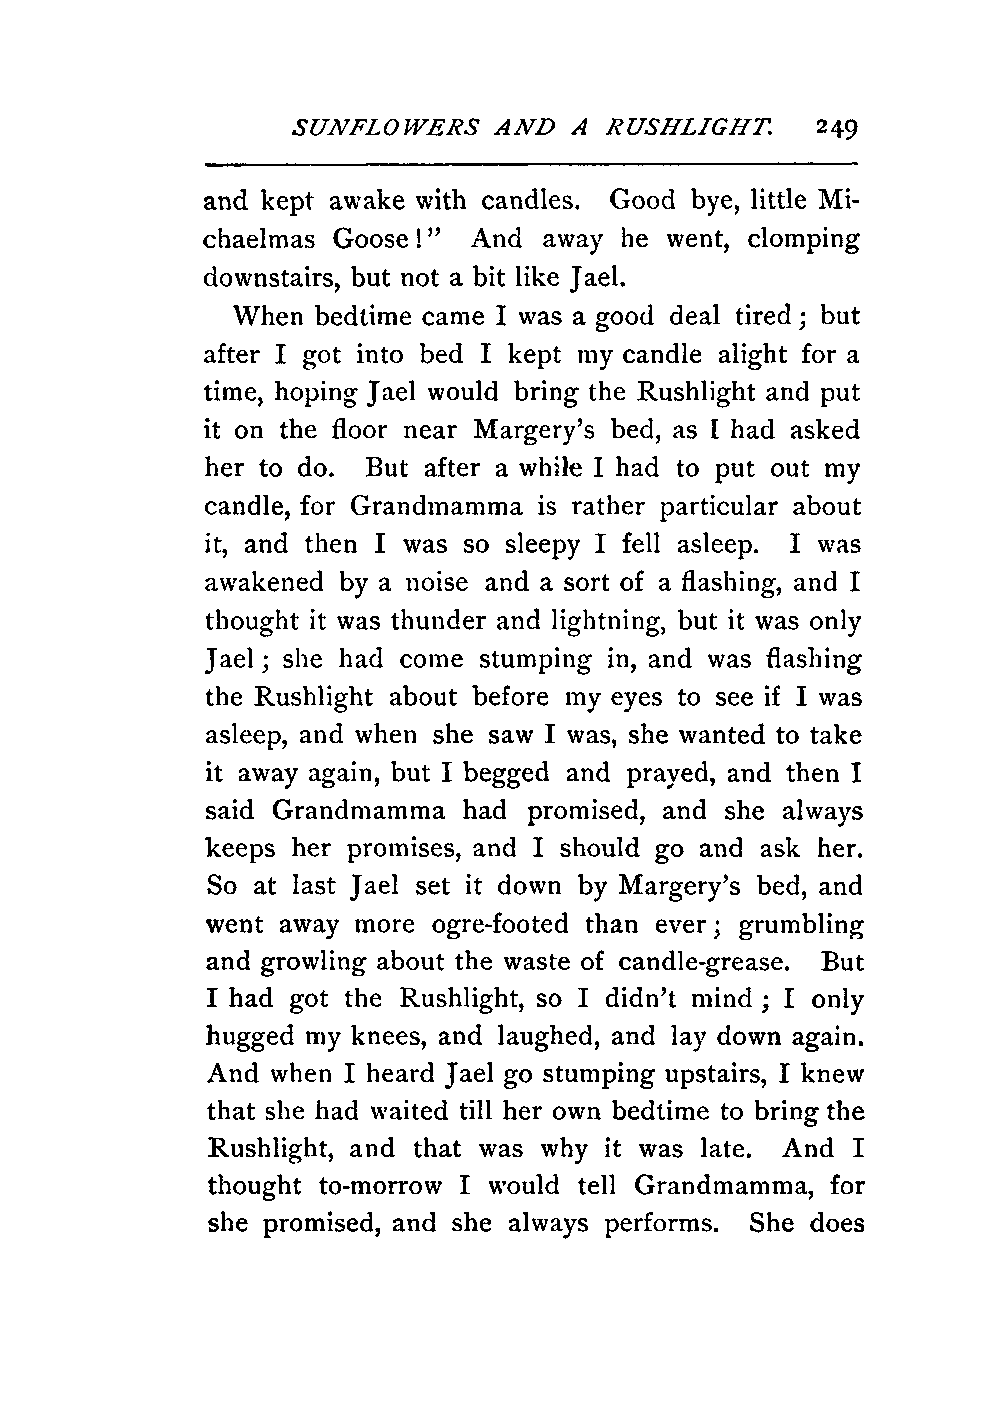 SUNFLOWERS AND A RUSHLIGHT. 249
and kept awake with candles. Good bye, little Mi-
chaelmas Goose!" And away he went, clomping
downstairs, but not a bit like Jael.
When bedtime came I was a good deal tired; but
after I got into bed I kept my candle alight for a
time, hoping Jael would bring the Rushlight and put
it on the floor near Margery's bed, as I had asked
her to do. But after a while I had to put out my
candle, for Grandmamma is rather particular about
it, and then I was so sleepy I fell asleep. I was
awakened by a noise and a sort of a flashing, and I
thought it was thunder and lightning, but it was only
Jael; she had come stumping in, and was flashing
the Rushlight about before my eyes to see if I was
asleep, and when she saw I was, she wanted to take
it away again, but I begged and prayed, and then I
said Grandmamma had promised, and she always
keeps her promises, and I should go and ask her.
So at last Jael set it down by Margery's bed, and
went away more ogre-footed than ever; grumbling
and growling about the waste of candle-grease. But
I had got the Rushlight, so I didn't mind; I only
hugged my knees, and laughed, and lay down again.
And when I heard Jael go stumping upstairs, I knew
that she had waited till her own bedtime to bring the
Rushlight, and that was why it was late. And I
thought to-morrow I would tell Grandmamma, for
she promised, and she always performs. She does